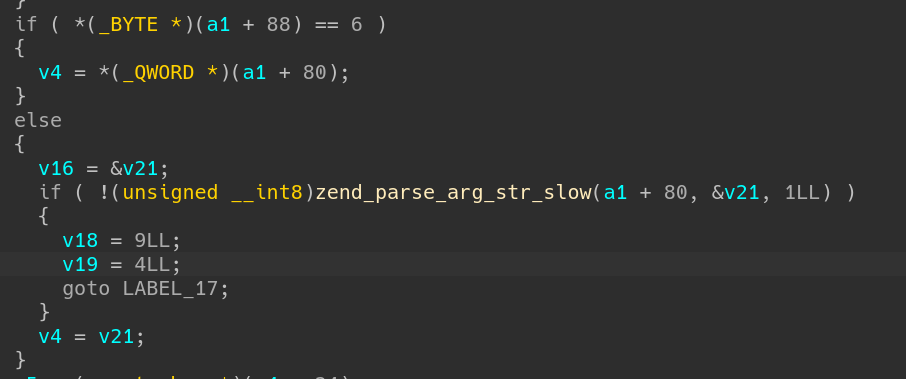 }
if ( *(_BYTE *)(a1 + 88) == 6 )
{
v4 = *(_QWORD *)(a1 + 80);
}
else
{
v16 = &v21;
if ( !(unsigned __int8)zend_parse_arg_str_slow(a1 + 80, &v21, 1LL) )
{
v18 = 9LL;
v19 = 4LL;
goto LABEL_17;
}
v4 = v21;
}